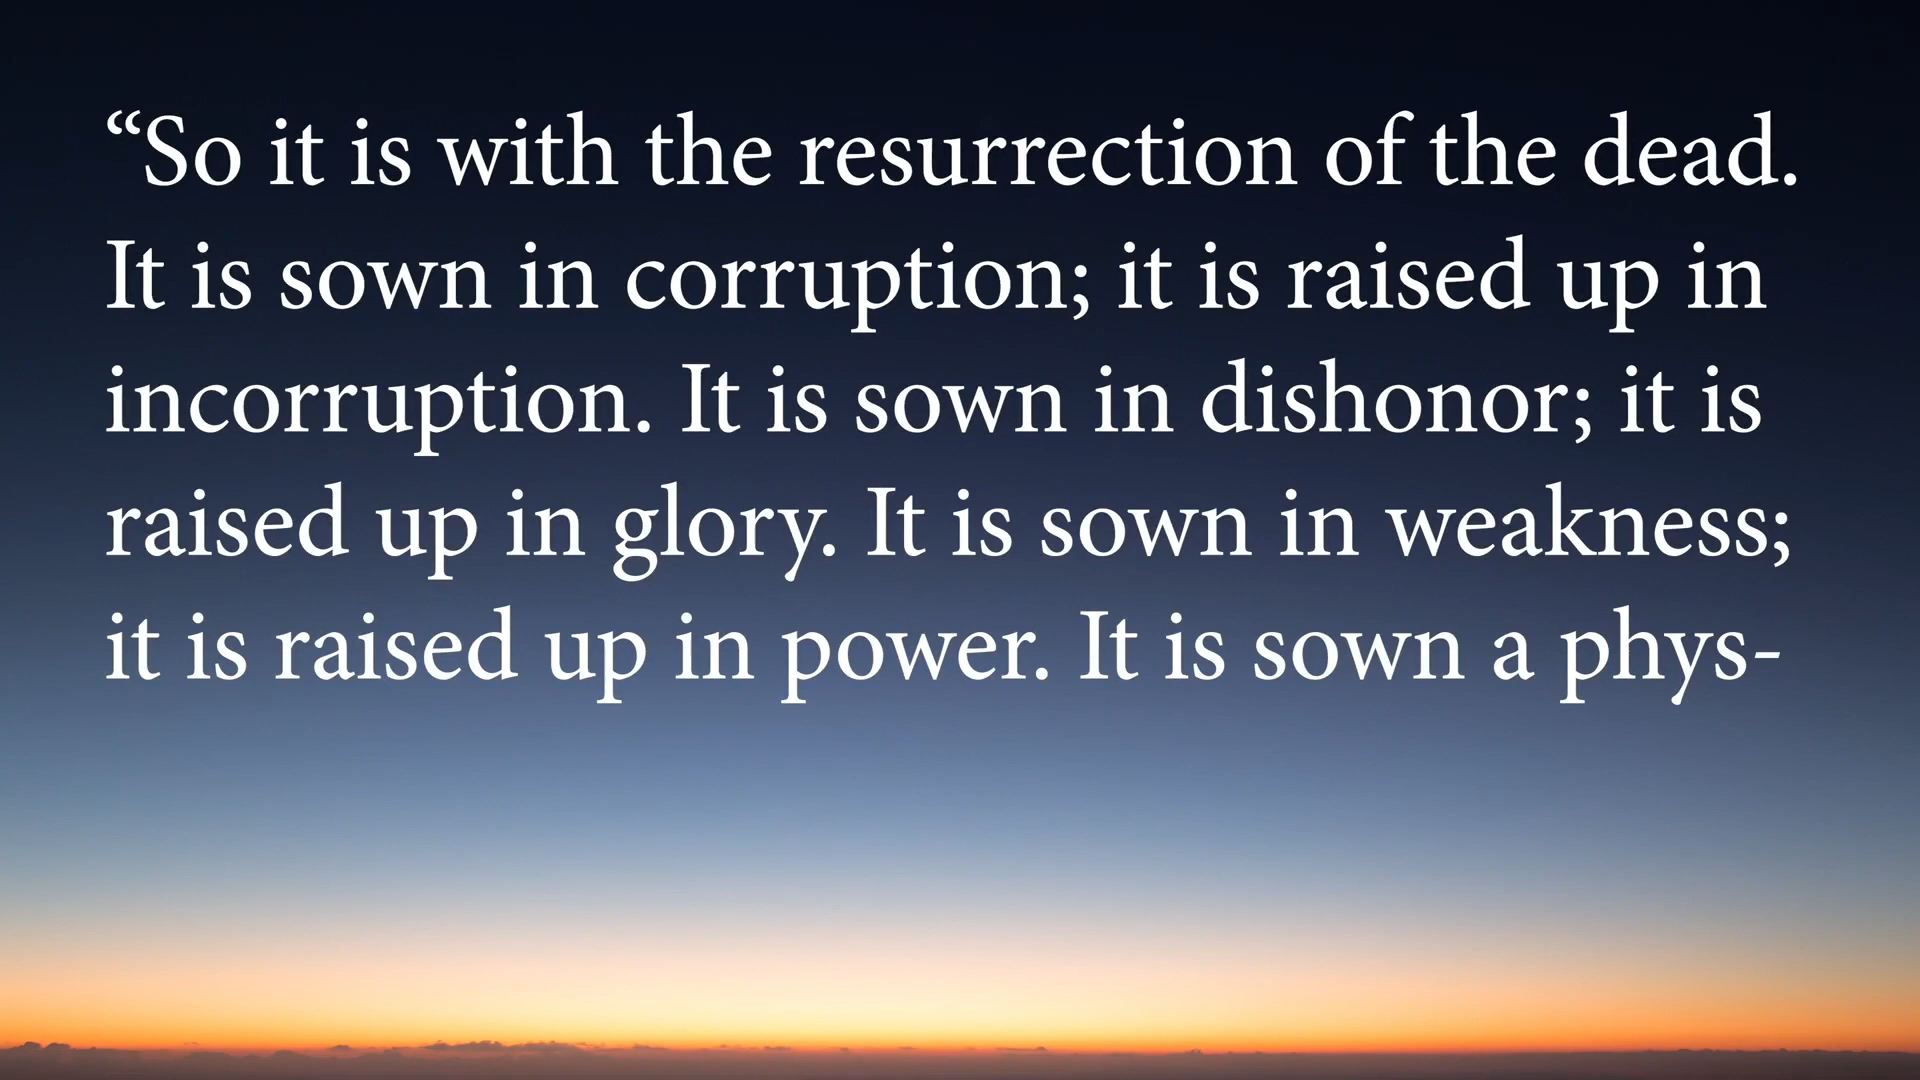 “So it is with the resurrection of the dead.
It is sown in corruption; it is raised up in
incorruption. It is sown in dishonor; it is
raised up in glory. It is sown in weakness;
it is raised up in power. It is sown a phys-